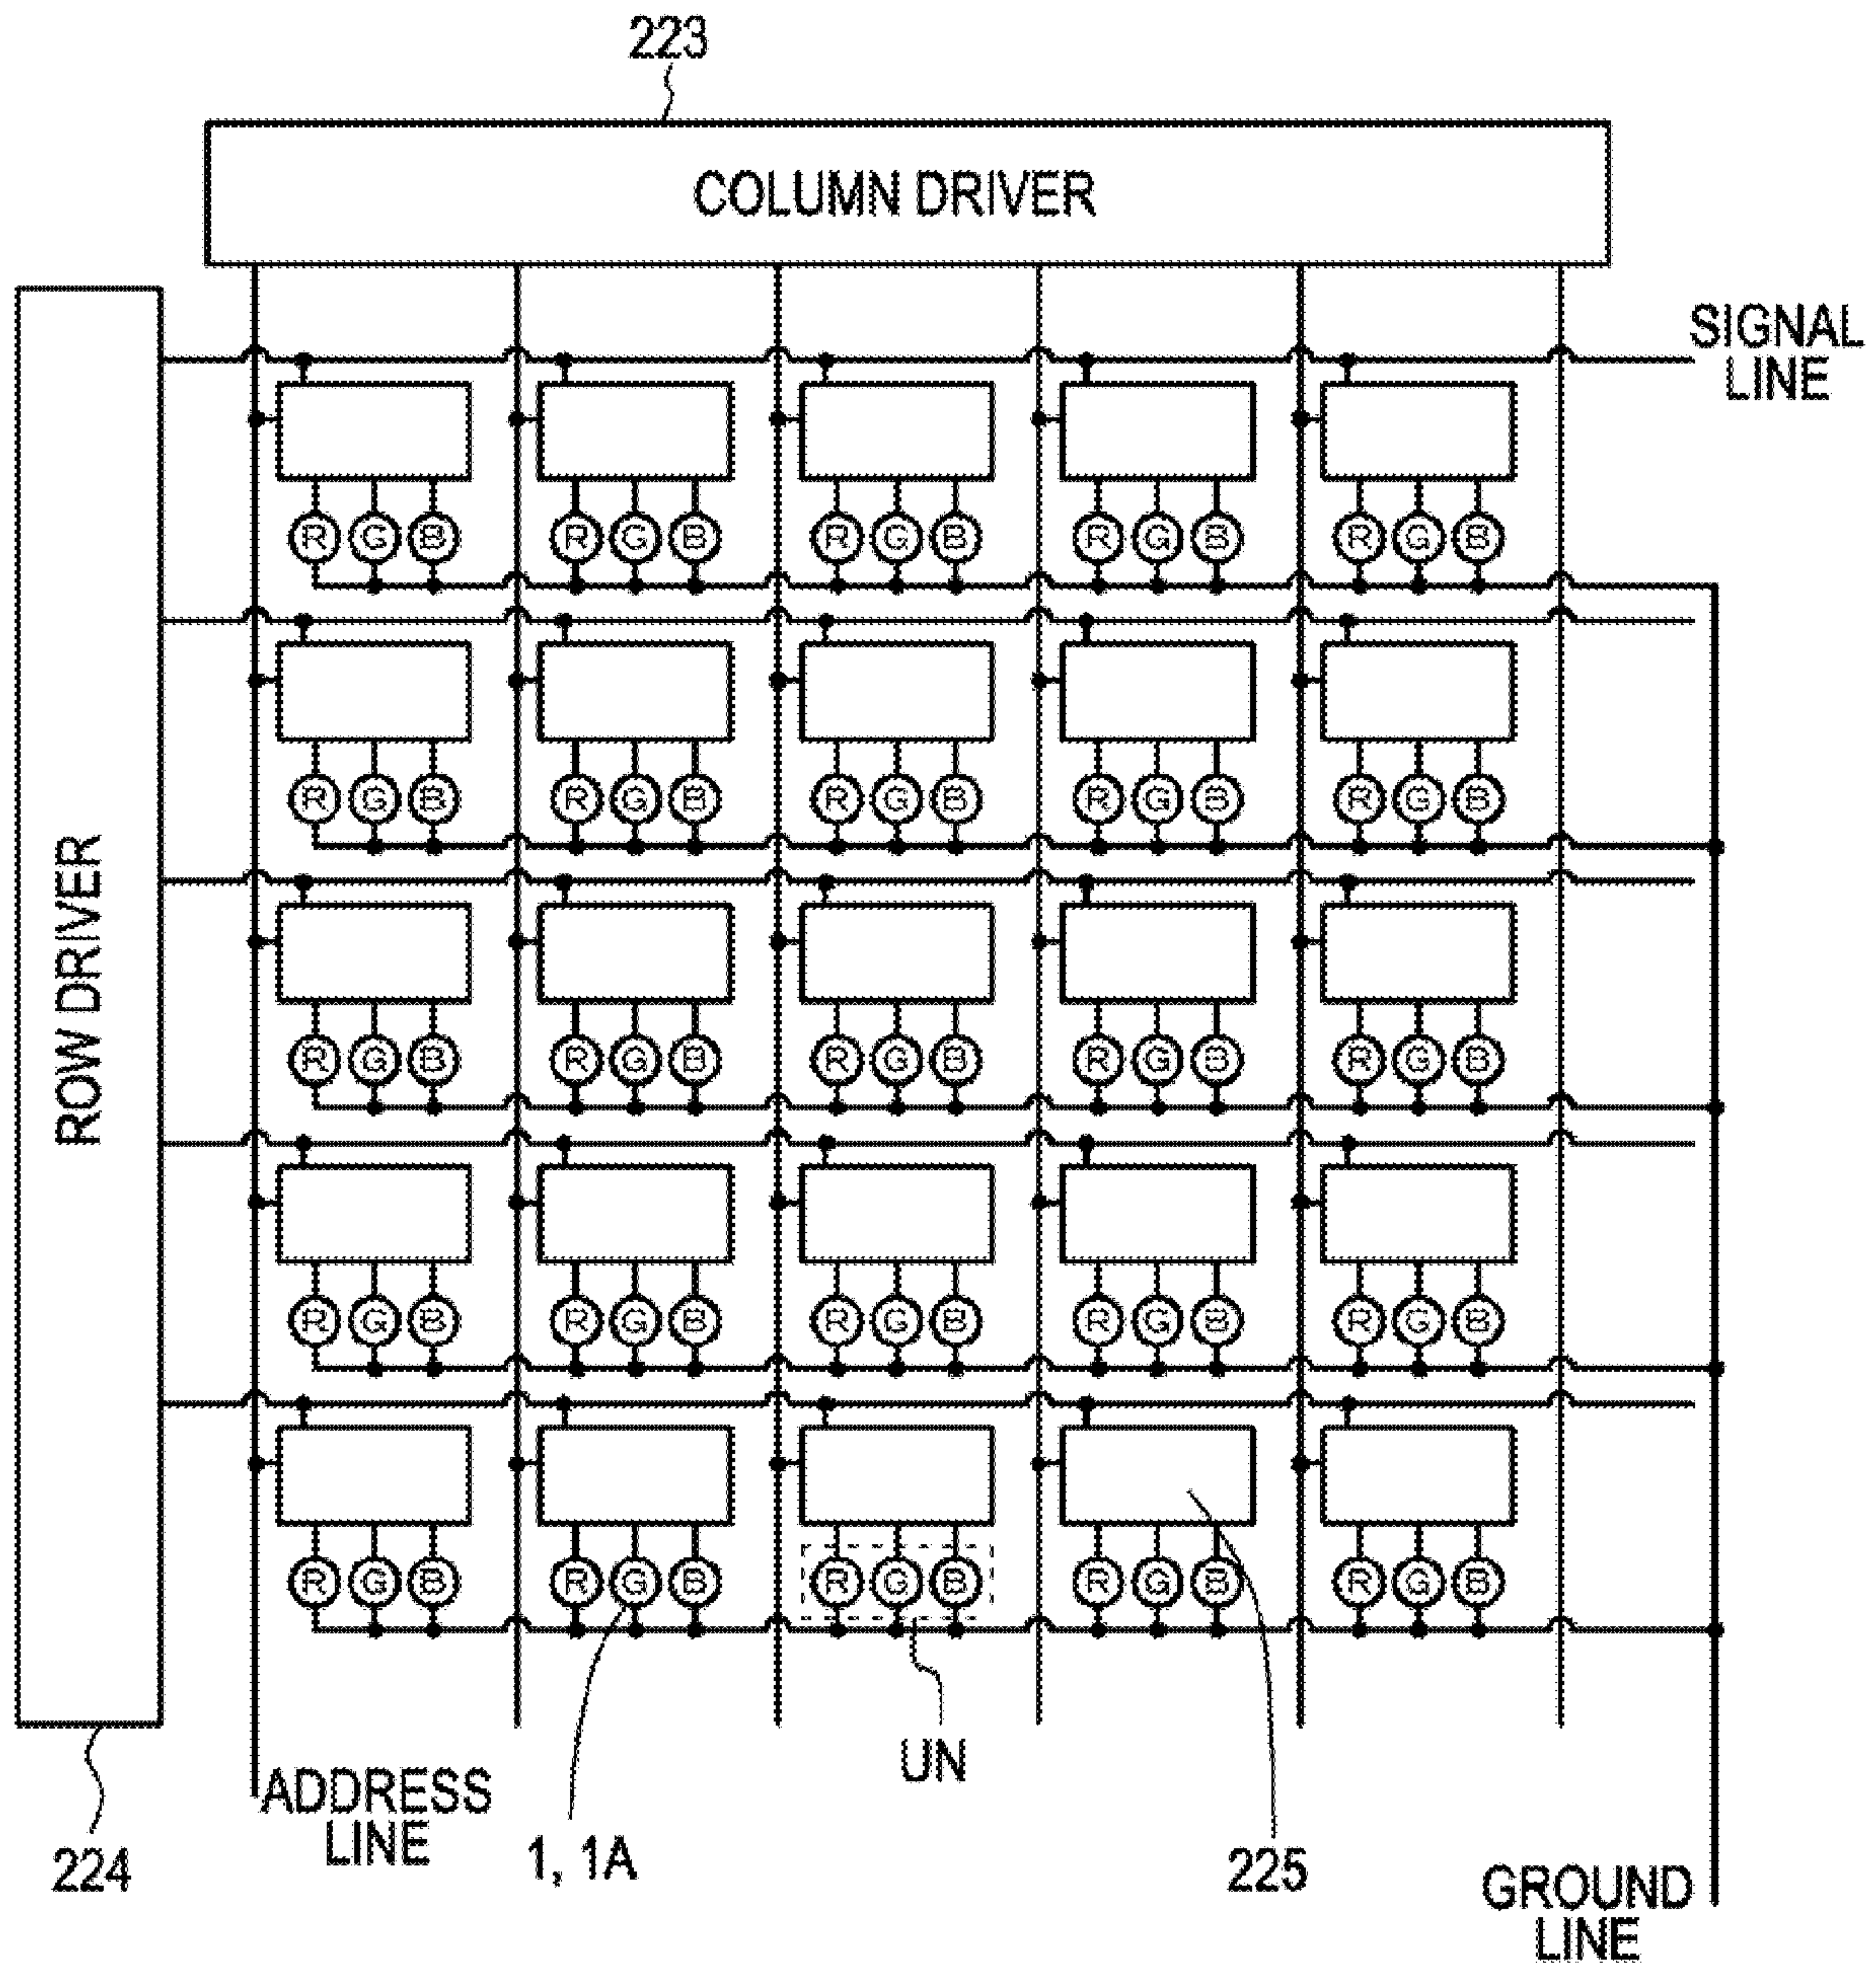 223
COLUMN DRIVER
SIGNAL
LINE
R G B R G B R G B R G B R G B
R G B R G B R G B R G B R G B
ROW DRIVER
R G B R G B R G B R G B R G B
R G B R G B R G B R G B R G B
R G B R G B R G B R G B R G B
UN
ADDRESS
LINE
224
1, 1A
225
GROUND
LINE